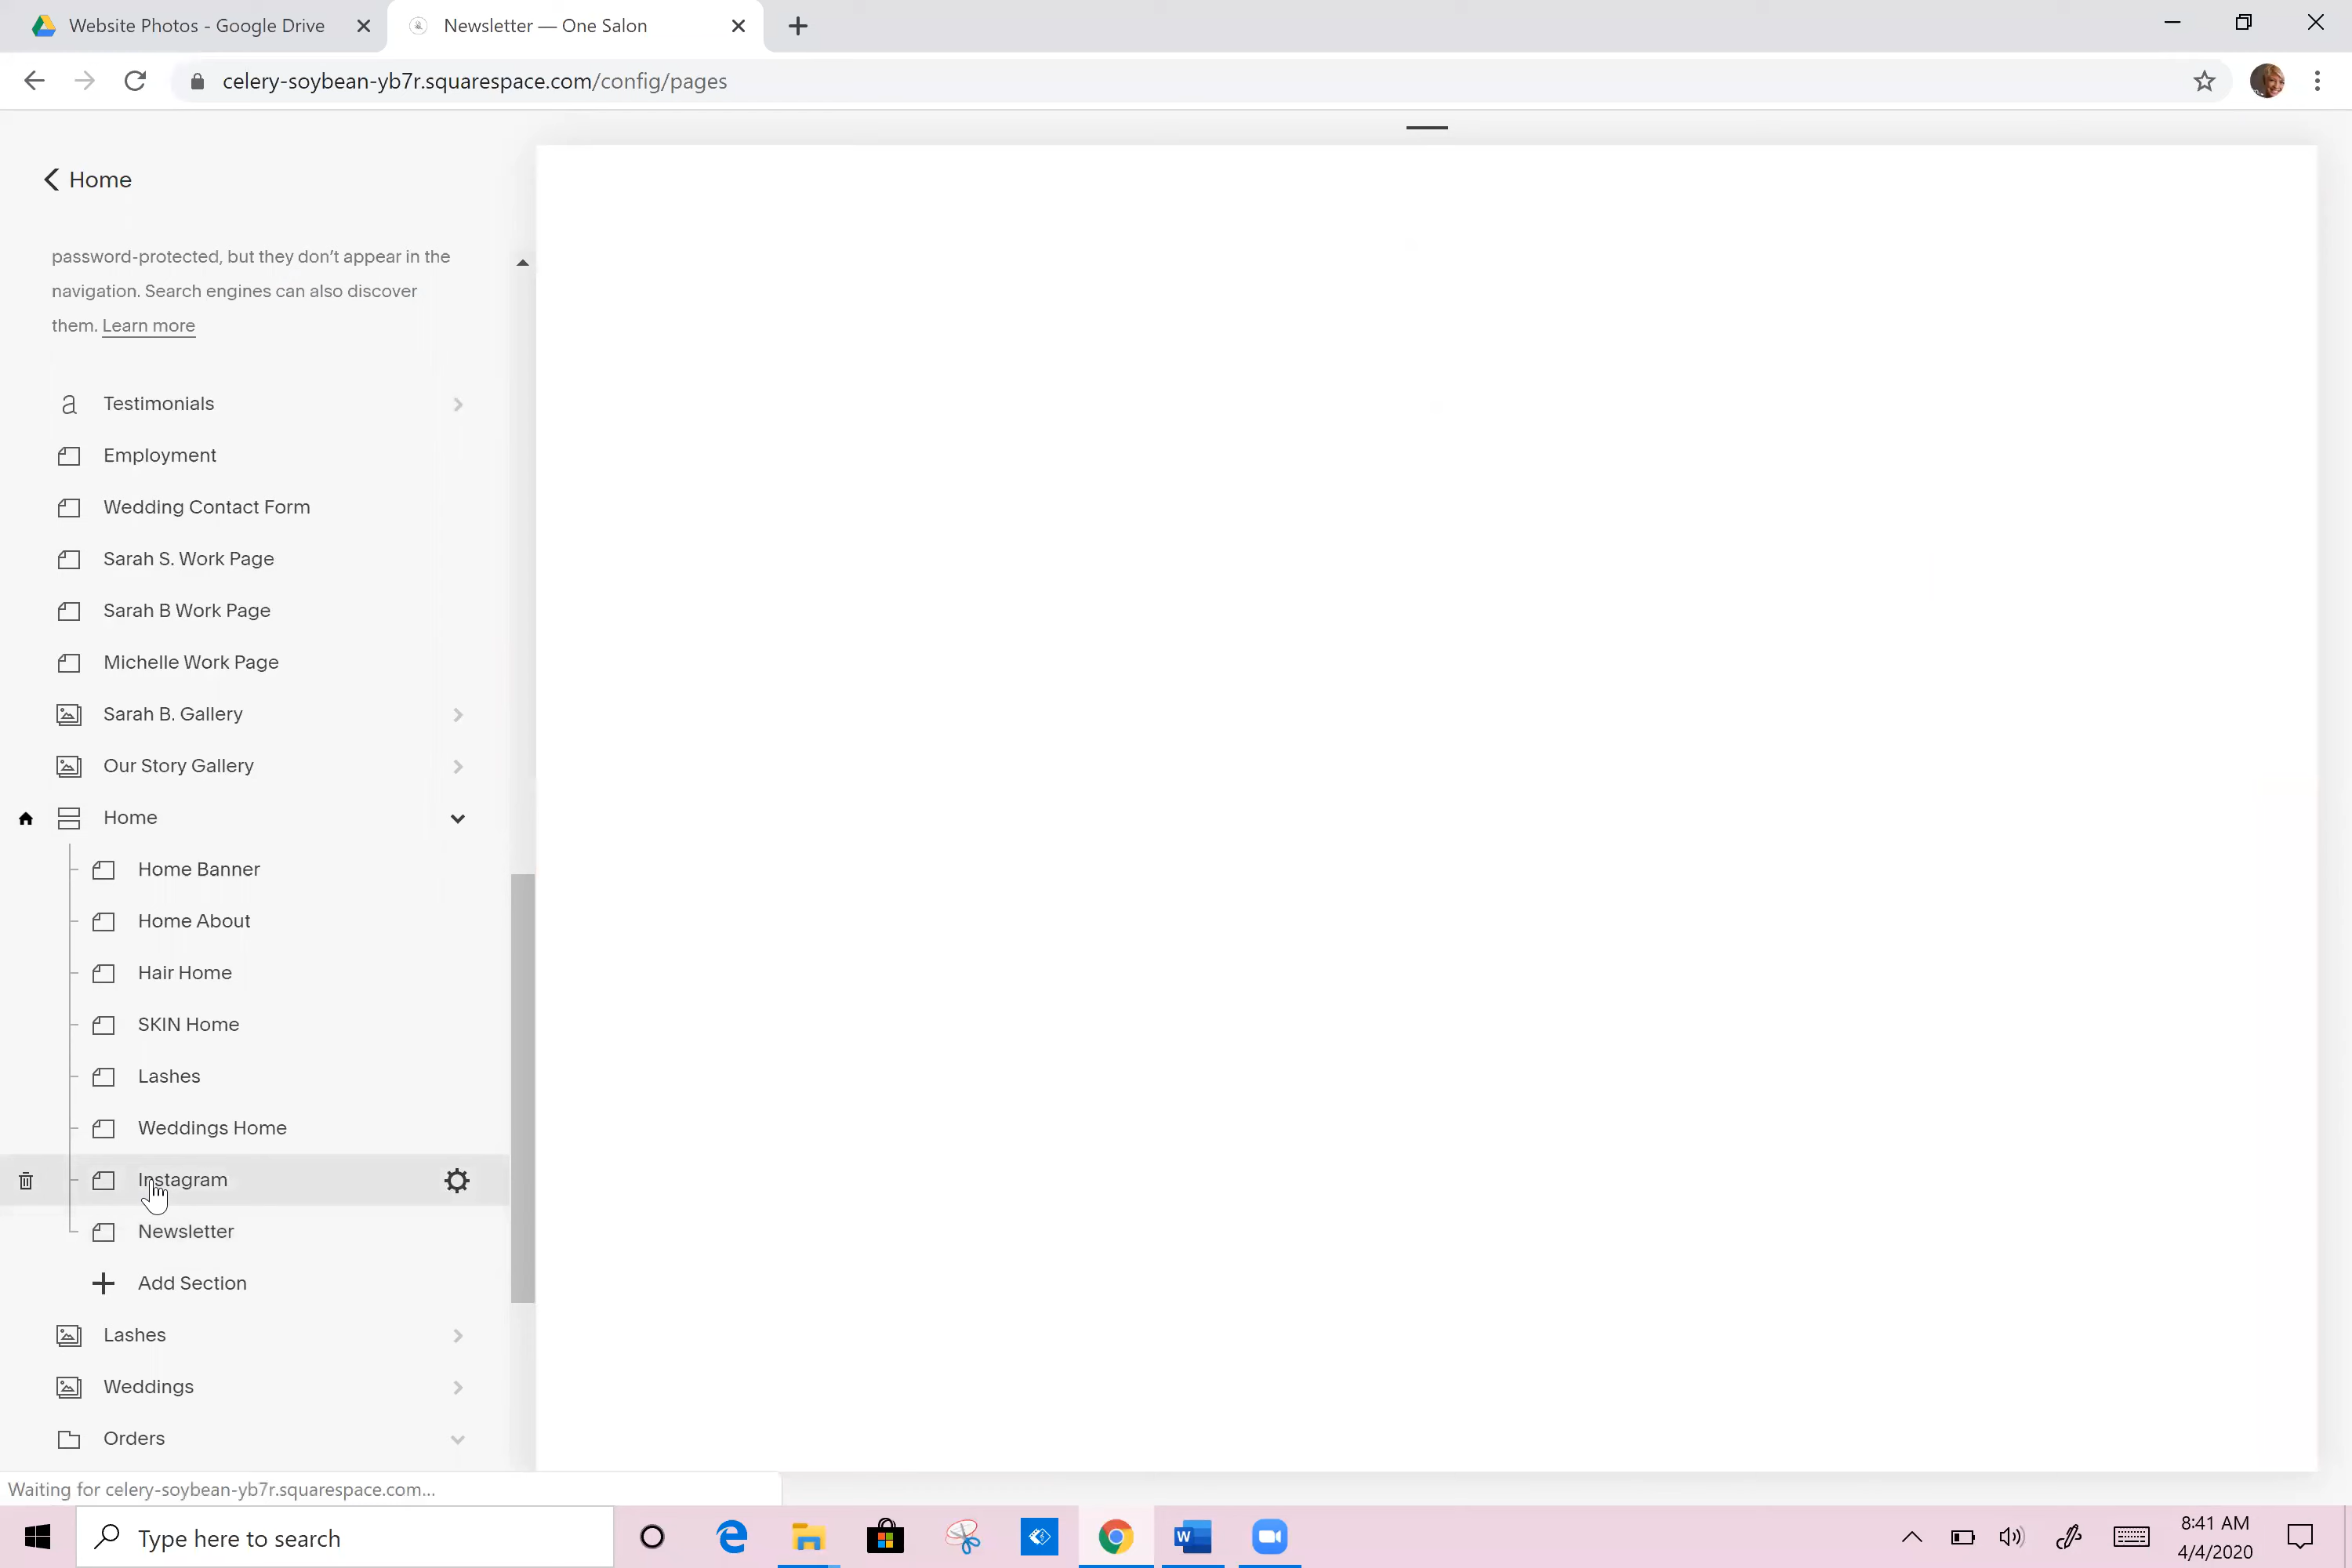 Website Photos - Google Drive
Newsletter — One Salon
celery-soybean-yb7r.squarespace.com/config/pages
Home
password-protected, but they don't appear in the
navigation. Search engines can also discover
them. Learn more
a Testimonials
Employment
Wedding Contact Form
Sarah S. Work Page
Sarah B Work Page
Michelle Work Page
Sarah B. Gallery
Our Story Gallery
Home
Home Banner
Home About
Hair Home
SKIN Home
Lashes
Weddings Home
Instagram
Newsletter
Add Section
Lashes
Weddings
Orders
Waiting for celery-soybean-yb7r.squarespace.com...
Type here to search
W
8:41 AM
4/4/2020